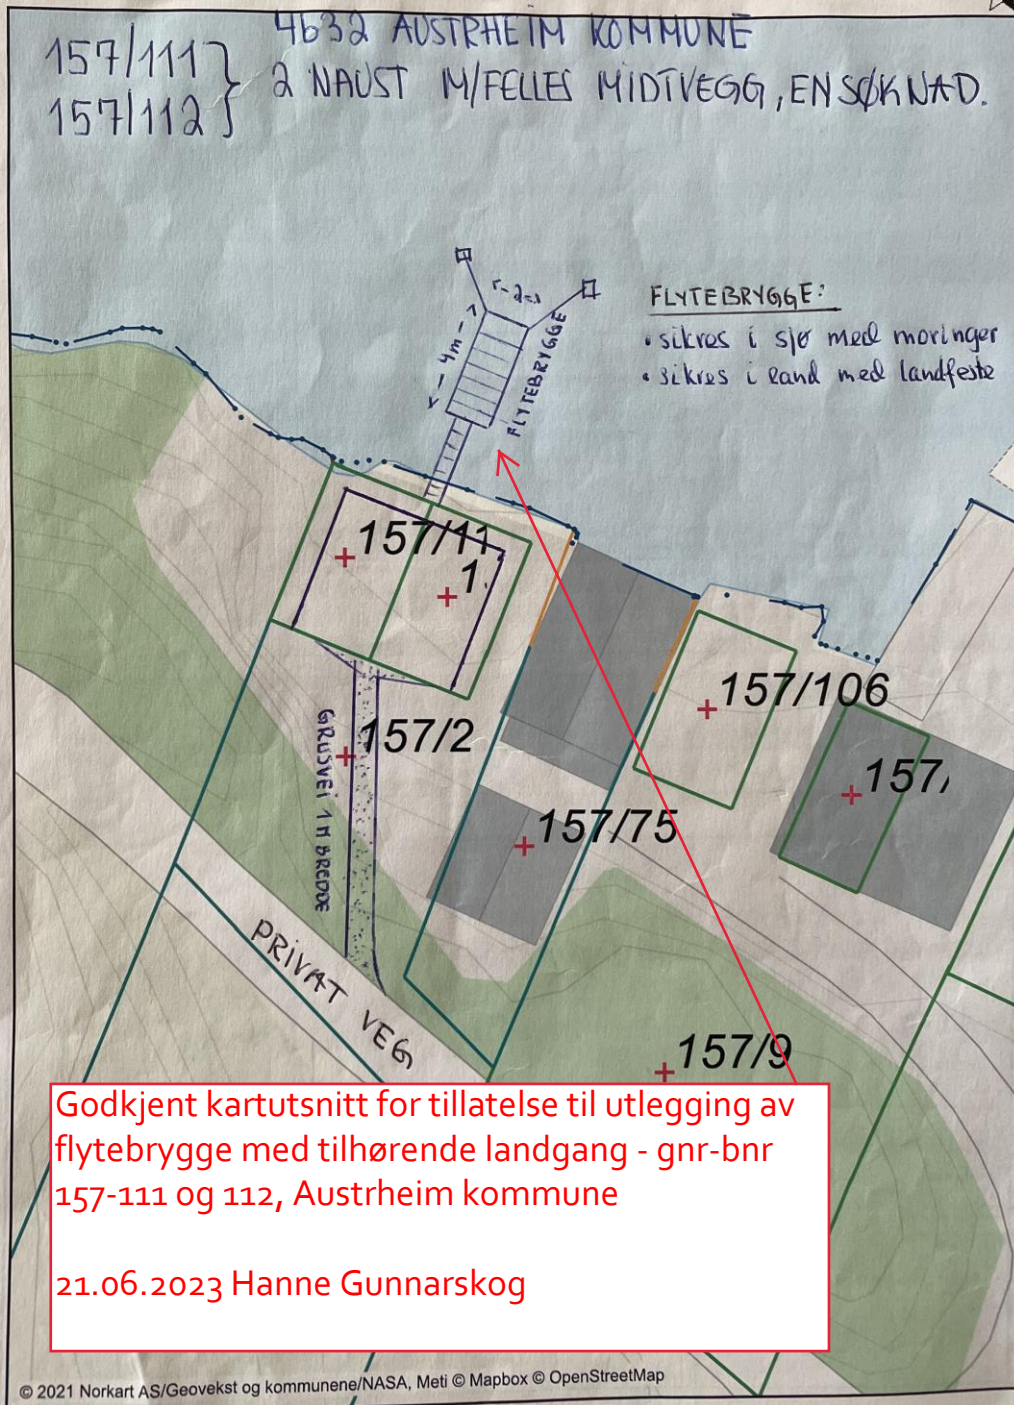 4632 AUSTRHEIM KOMMUNE
157/111
157/112
2 NAUST M/FELLES MIDTVEGG, EN SØKNAD.
r-2-1
4m
FLYTEBRYGGE
FLYTEBRYGGE:
• sikres i sjø med moringer
• sikres i land med landfeste
157/11
1.
157/106
157/2
157/
157/75
GRUSVEI 1 M BREDDE
PRIVAT VEG
157/9
Godkjent kartutsnitt for tillatelse til utlegging av
flytebrygge med tilhørende landgang - gnr-bnr
157-111 og 112, Austrheim kommune
21.06.2023 Hanne Gunnarskog
© 2021 Norkart AS/Geovekst og kommunene/NASA, Meti © Mapbox © OpenStreetMap